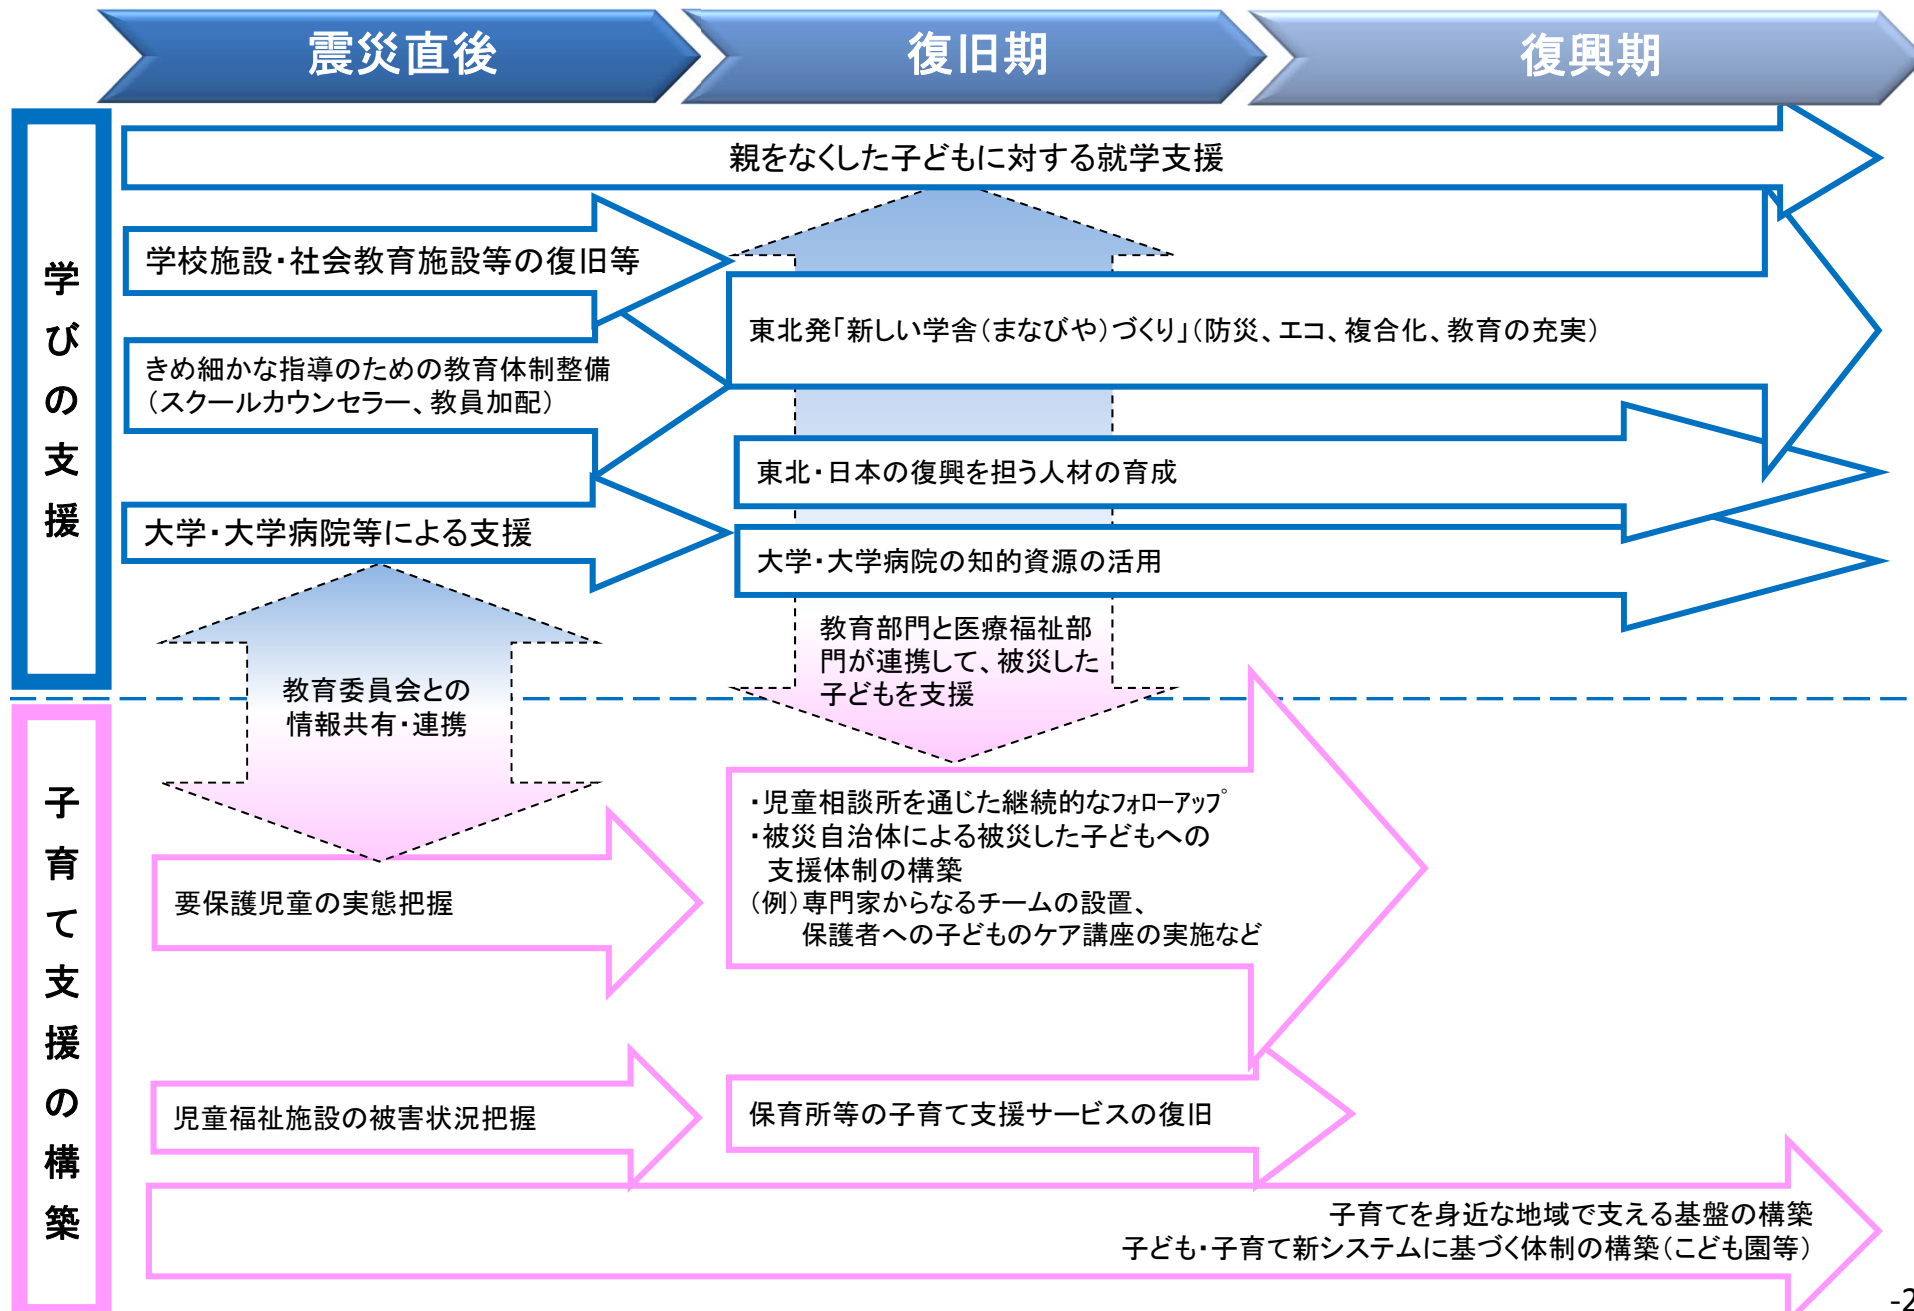 震災直後
復旧期
復興期
学びの支援
親をなくした子どもに対する就学支援
学校施設・社会教育施設等の復旧等
きめ細かな指導のための教育体制整備
（スクールカウンセラー、教員加配）
大学・大学病院等による支援
東北発「新しい学舎（まなびや）づくり」（防災、エコ、複合化、教育の充実）
東北・日本の復興を担う人材の育成
大学・大学病院の知的資源の活用
教育委員会との
情報共有・連携
教育部門と医療福祉部
門が連携して、被災した
子どもを支援
子育て支援の構築
要保護児童の実態把握
・児童相談所を通じた継続的なﾌｫﾛｰｱｯﾌﾟ
・被災自治体による被災した子どもへの
支援体制の構築
（例）専門家からなるチームの設置、
保護者への子どものケア講座の実施など
児童福祉施設の被害状況把握
保育所等の子育て支援サービスの復旧
子育てを身近な地域で支える基盤の構築
子ども・子育て新システムに基づく体制の構築（こども園等）